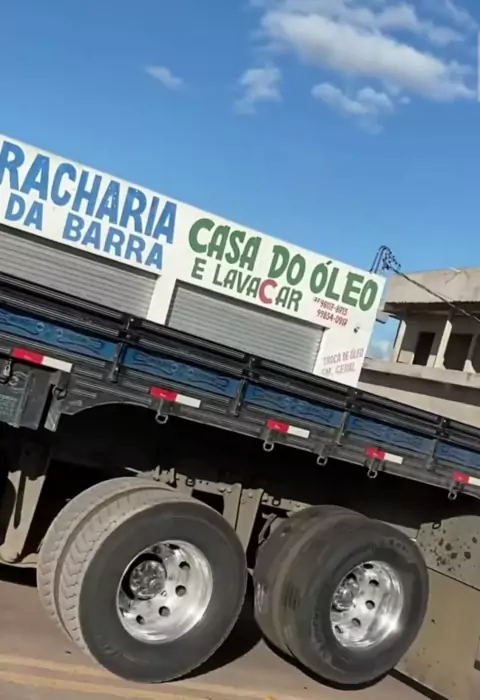 RACHARIA
DA BARRA
CASA DO ÓLEO
E LAVACAR
TROCA DE ÓLEO
EM GERAL